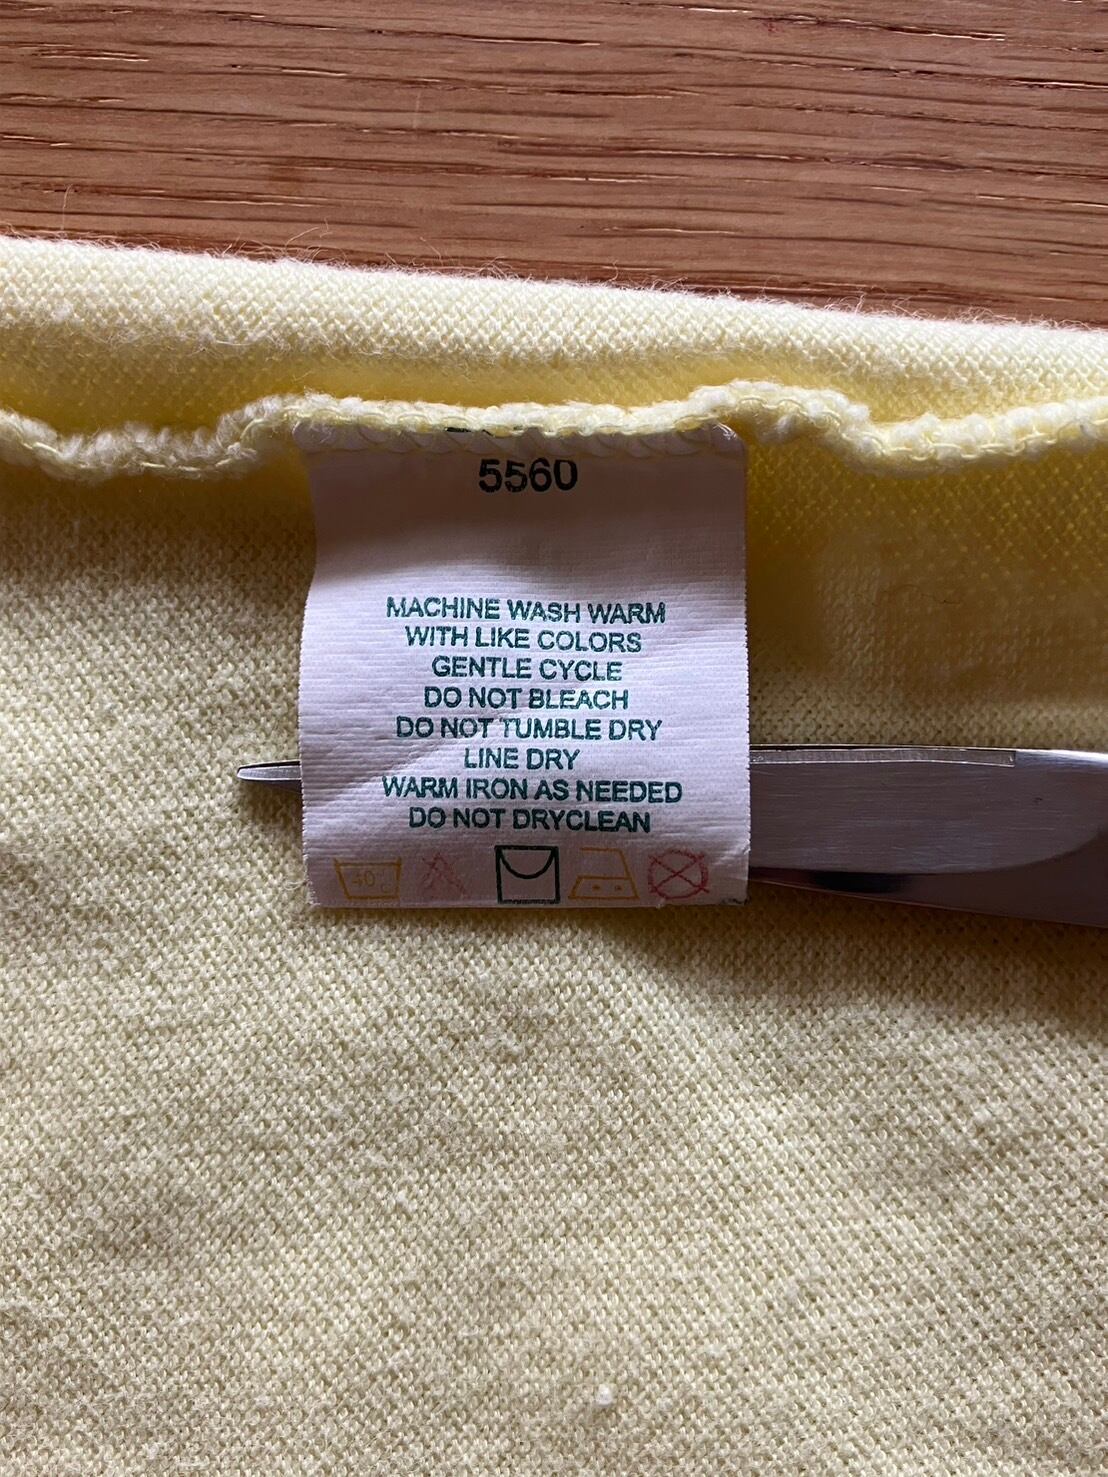 5560
MACHINE WASH WARM
WITH LIKE COLORS
GENTLE CYCLE
DO NOT BLEACH
DO NOT TUMBLE DRY
LINE DRY
WARM IRON AS NEEDED
DO NOT DRYCLEAN
40°C